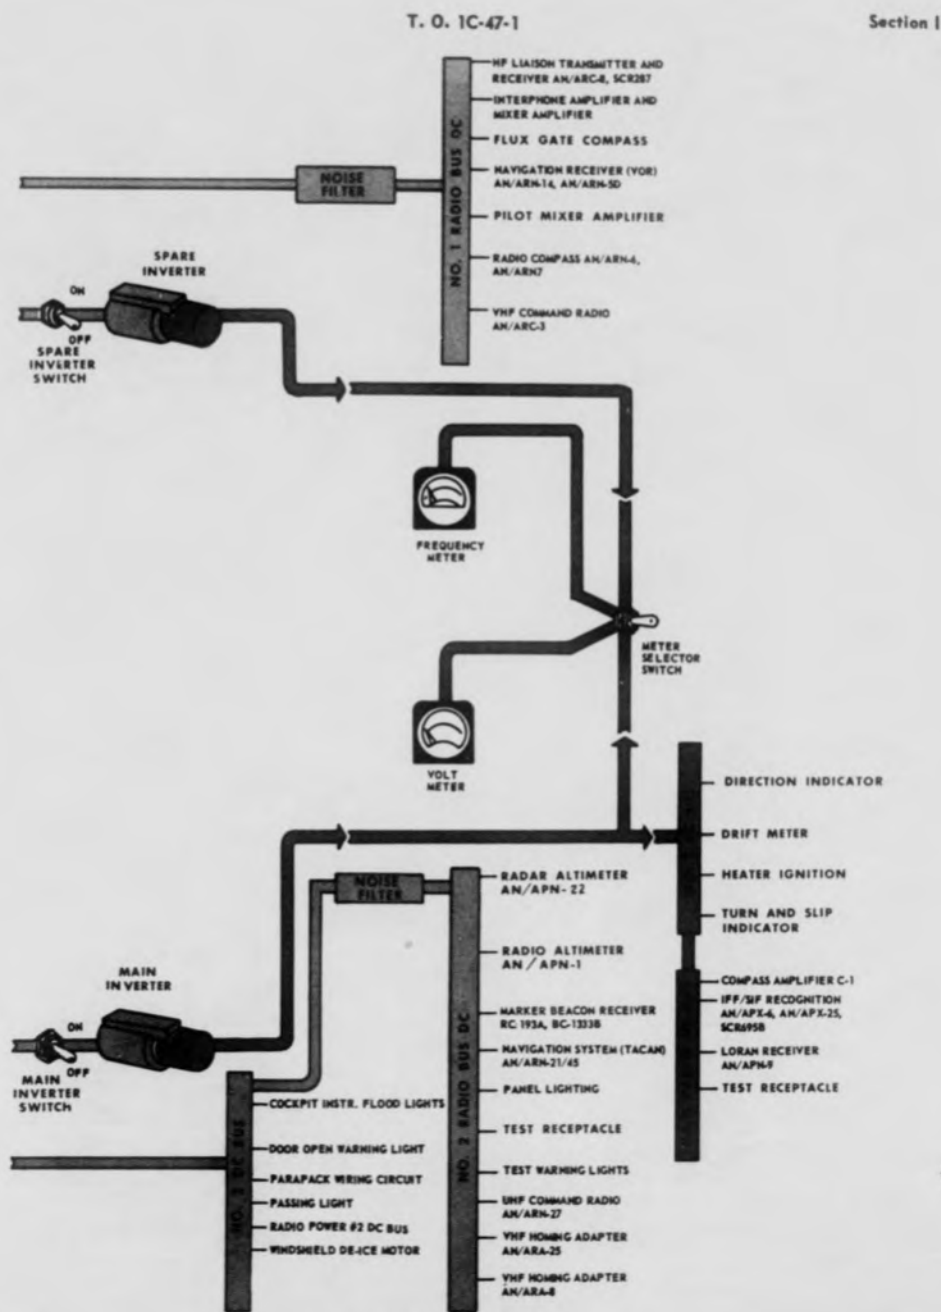 T. O. 1C-47-1
Section I
HF LIAISON TRANSMITTER AND
RECEIVER AN/ARC-8, SCR287
INTERPHONE AMPLIFIER AND
MIXER AMPLIFIER
FLUX GATE COMPASS
NAVIGATION RECEIVER (VOR)
AN/ARN-14, AN/ARN-5D
PILOT MIXER AMPLIFIER
RADIO COMPASS AN/ARN-6,
AN/ARN7
VHF COMMAND RADIO
AN/ARC-3
NO. 1 RADIO BUS DC
NOISE
FILTER
SPARE
INVERTER
ON
OFF
SPARE
INVERTER
SWITCH
FREQUENCY
METER
METER
SELECTOR
SWITCH
VOLT
METER
DIRECTION INDICATOR
DRIFT METER
HEATER IGNITION
TURN AND SLIP
INDICATOR
COMPASS AMPLIFIER C-1
IFF/SIF RECOGNITION
AN/APX-6, AN/APX-25,
SCR695B
LORAN RECEIVER
AN/APN-9
TEST RECEPTACLE
NOISE
FILTER
RADAR ALTIMETER
AN/APN-22
RADIO ALTIMETER
AN/APN-1
MARKER BEACON RECEIVER
RC 193A, BC-1333B
NAVIGATION SYSTEM (TACAN)
AN/ARN-21/45
PANEL LIGHTING
TEST RECEPTACLE
TEST WARNING LIGHTS
UHF COMMAND RADIO
AN/ARN-27
VHF HOMING ADAPTER
AN/ARA-25
VHF HOMING ADAPTER
AN/ARA-8
NO. 2 RADIO BUS DC
MAIN
INVERTER
ON
OFF
MAIN
INVERTER
SWITCH
COCKPIT INSTR. FLOOD LIGHTS
DOOR OPEN WARNING LIGHT
PARAPACK WIRING CIRCUIT
PASSING LIGHT
RADIO POWER #2 DC BUS
WINDSHIELD DE-ICE MOTOR
NO. 2 DC BUS